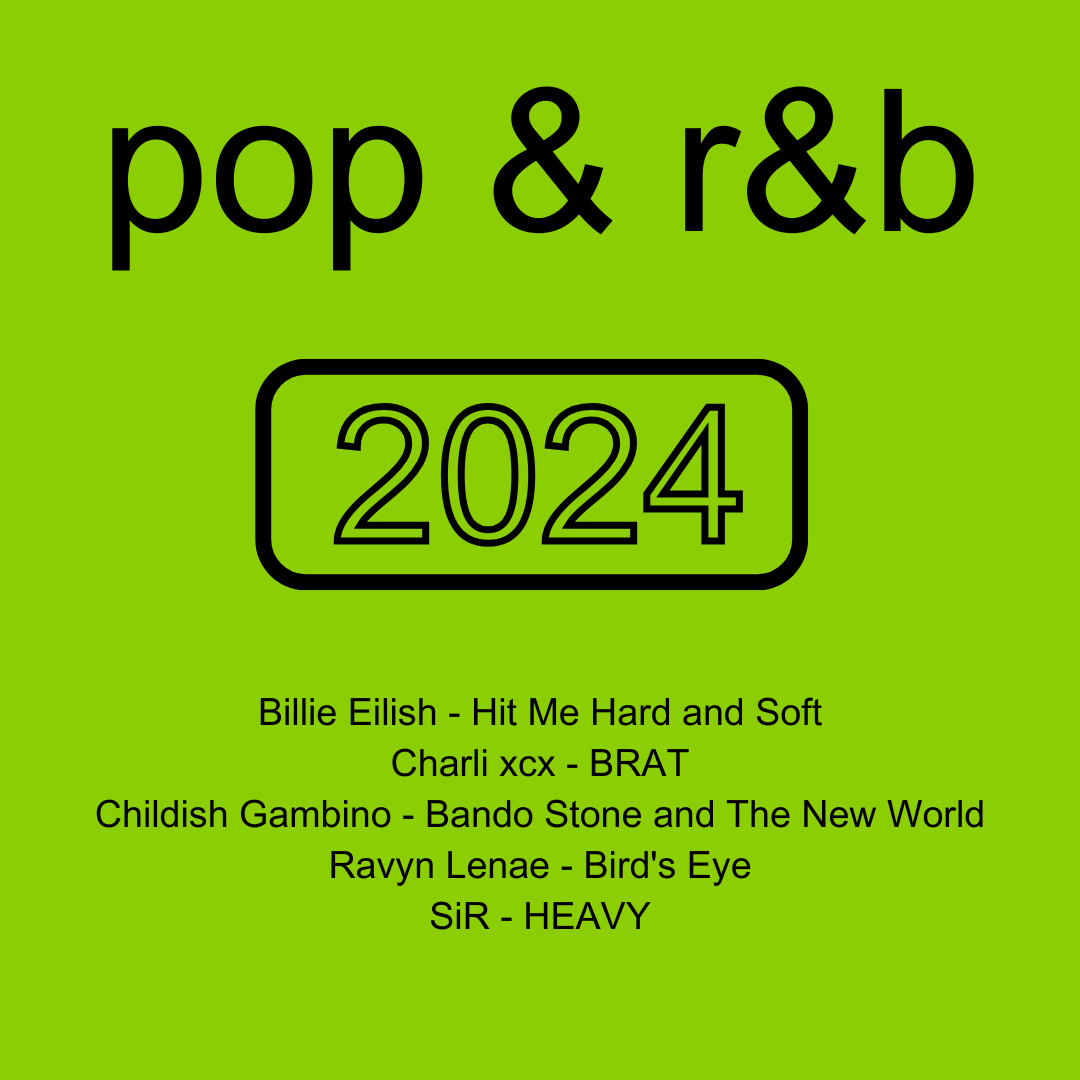 pop & r&b
2024
Billie Eilish - Hit Me Hard and Soft
Charli xcx - BRAT
Childish Gambino - Bando Stone and The New World
Ravyn Lenae - Bird's Eye
SiR - HEAVY